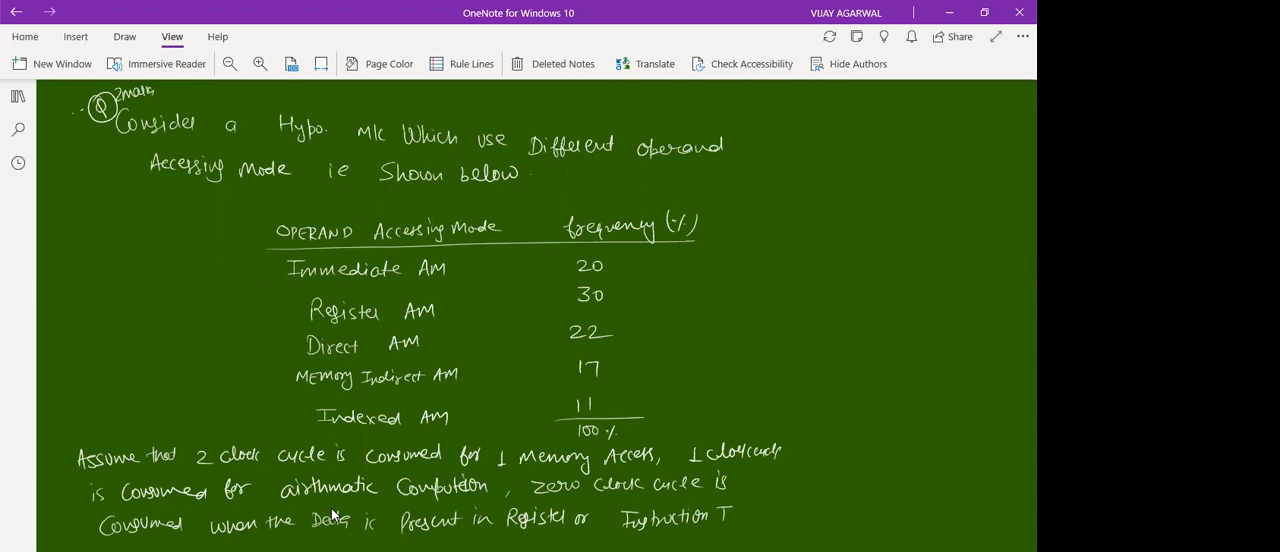 OneNote for Windows 10
VIJAY AGARWAL
Home Insert Draw View Help
Share
New Window Immersive Reader Page Color Rule Lines Deleted Notes Translate Check Accessibility Hide Authors
Q 2 mark
Consider a Hypo. M/c Which use Different operand
Accessing Mode ie Shown below.
OPERAND Accessing Mode frequency (%)
Immediate AM 20
Register AM 30
Direct AM 22
MEMORY Indirect AM 17
Indexed AM 11
100 %
Assume that 2 clock cycle is consumed for 1 Memory Access, 1 clock cycle
is consumed for airthmatic Compution, zero clock cycle is
Consumed when the Data is Present in Register or Instruction I